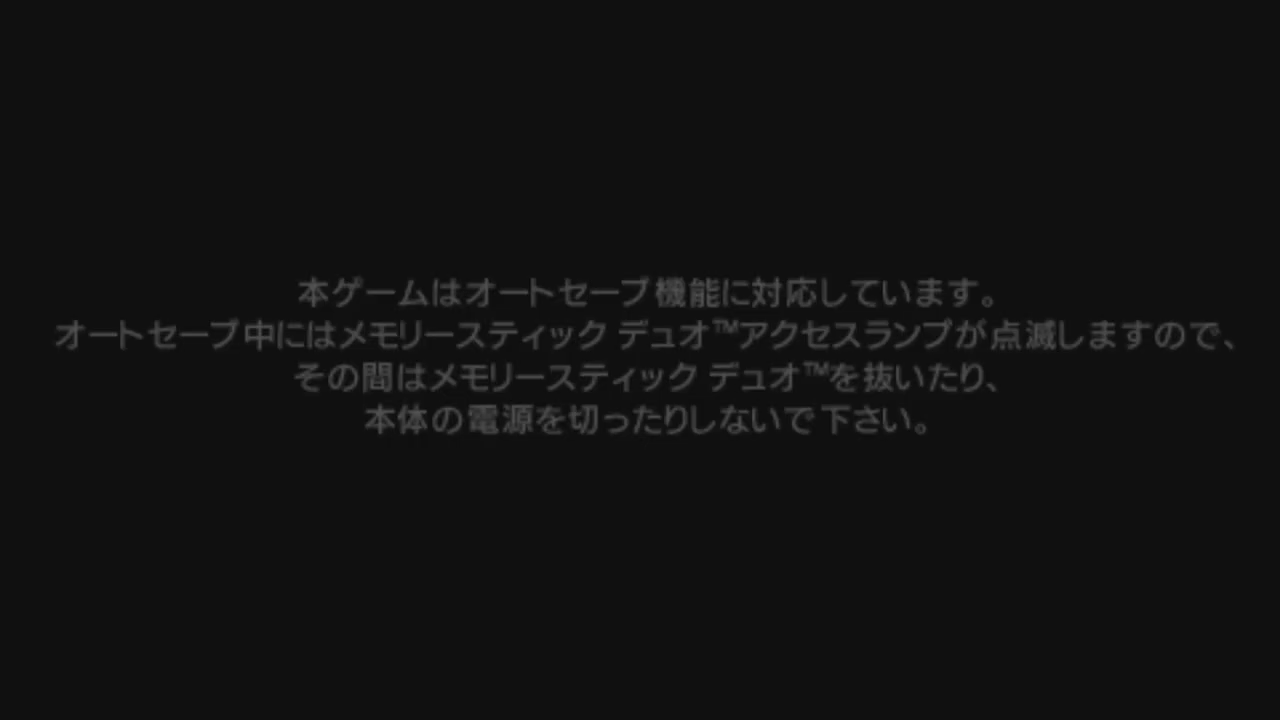 本ゲームはオートセーブ機能に対応しています。
オートセーブ中にはメモリースティック デュオ™アクセスランプが点滅しますので、
その間はメモリースティック デュオ™を抜いたり、
本体の電源を切ったりしないで下さい。